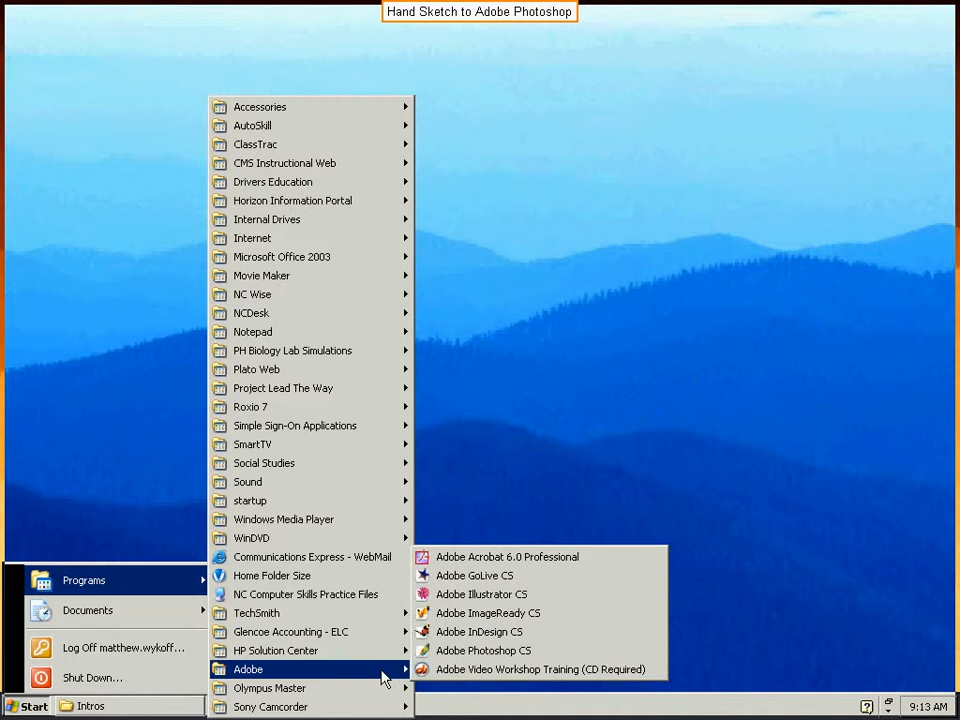 Hand Sketch to Adobe Photoshop
Accessories
AutoSkill
ClassTrac
CMS Instructional Web
Drivers Education
Horizon Information Portal
Internal Drives
Internet
Microsoft Office 2003
Movie Maker
NC Wise
NCDesk
Notepad
PH Biology Lab Simulations
Plato Web
Project Lead The Way
Roxio 7
Simple Sign-On Applications
SmartTV
Social Studies
Sound
startup
Windows Media Player
WinDVD
Communications Express - WebMail
Home Folder Size
NC Computer Skills Practice Files
TechSmith
Glencoe Accounting - ELC
HP Solution Center
Adobe
Olympus Master
Sony Camcorder
Adobe Acrobat 6.0 Professional
Adobe GoLive CS
Adobe Illustrator CS
Adobe ImageReady CS
Adobe InDesign CS
Adobe Photoshop CS
Adobe Video Workshop Training (CD Required)
Programs
Documents
Log Off matthew.wykoff...
Shut Down...
Start
Intros
9:13 AM